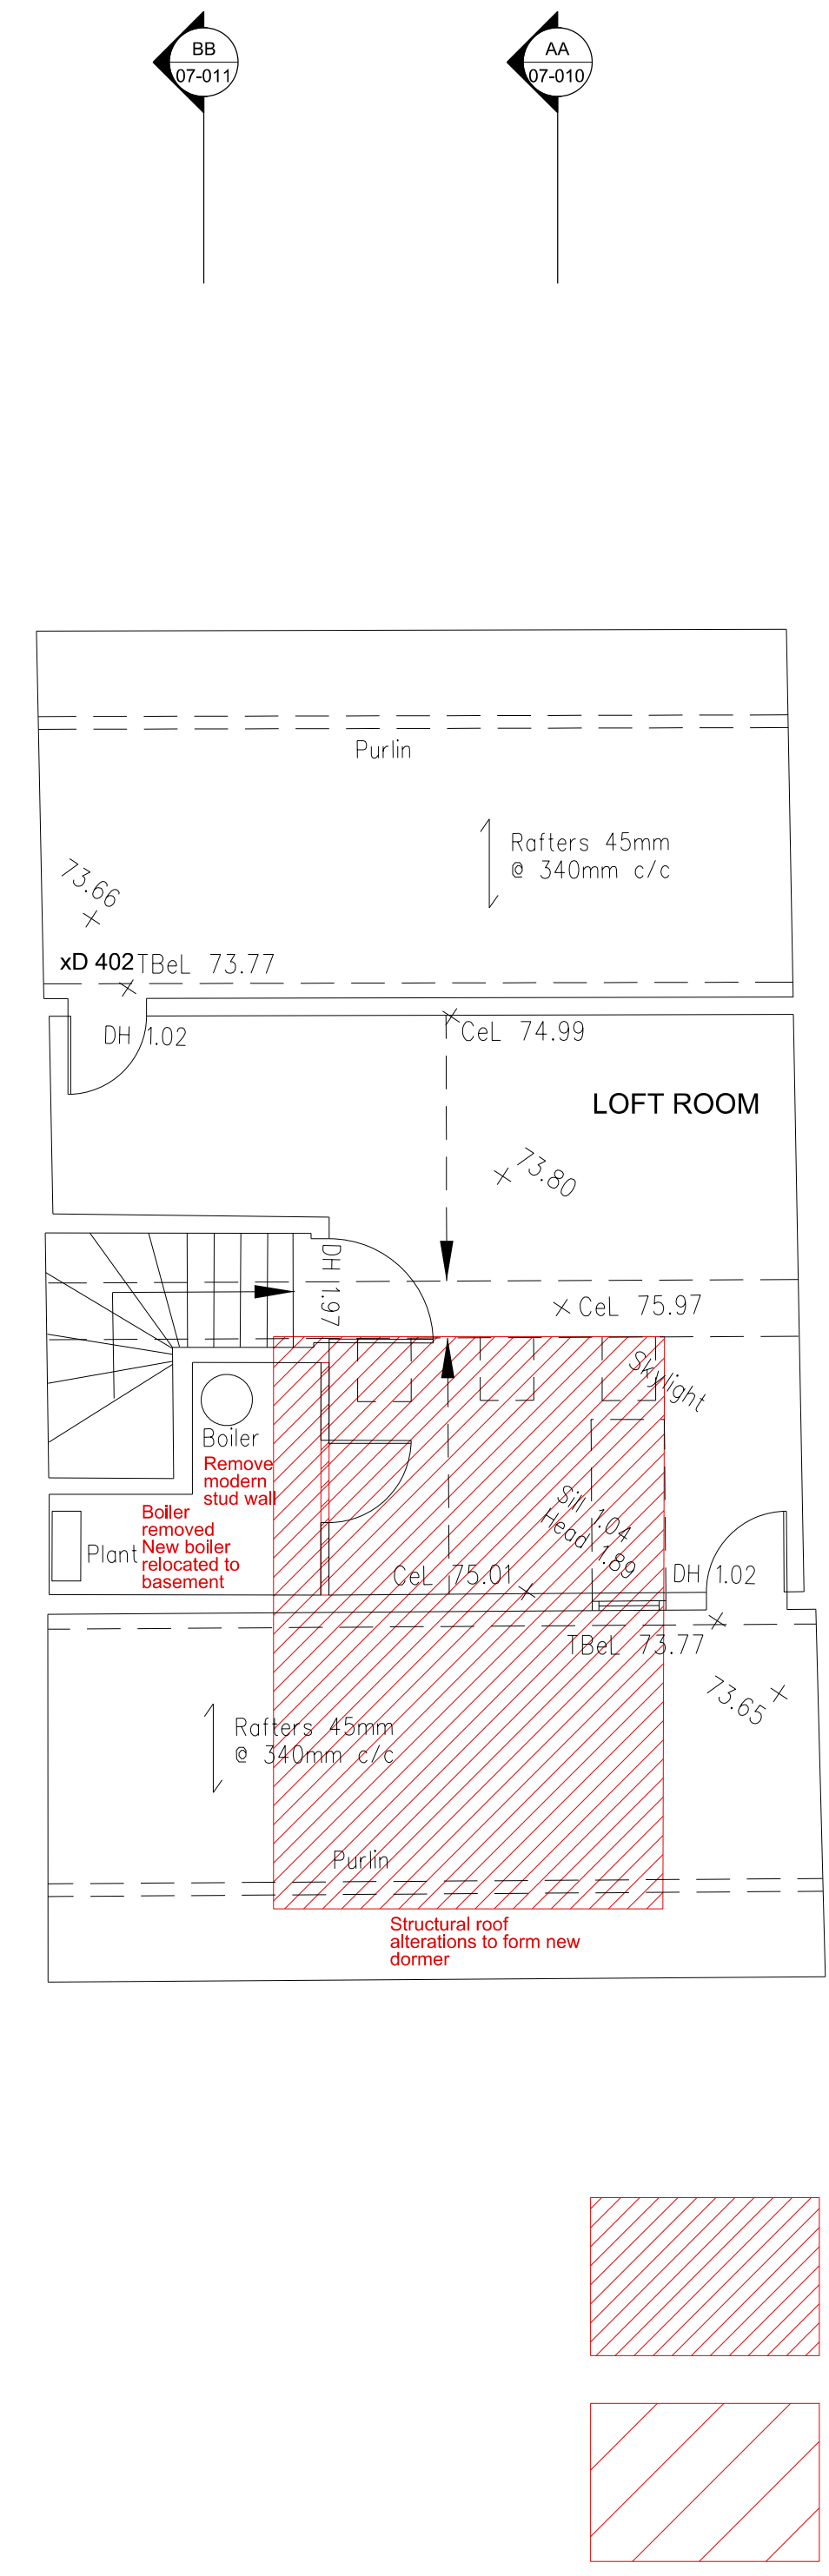 BB
07-011
AA
07-010
Purlin
Rafters 45mm
@ 340mm c/c
73.66
xD 402
TBeL 73.77
DH 1.02
CeL 74.99
LOFT ROOM
73.80
DH 1.97
CeL 75.97
Skylight
Boiler
Remove
modern
stud wall
Sill 1.04
Head 1.89
Boiler
removed
New boiler
relocated to
basement
Plant
CeL 75.01
DH 1.02
TBeL 73.77
73.65
Rafters 45mm
@ 340mm c/c
Purlin
Structural roof
alterations to form new
dormer